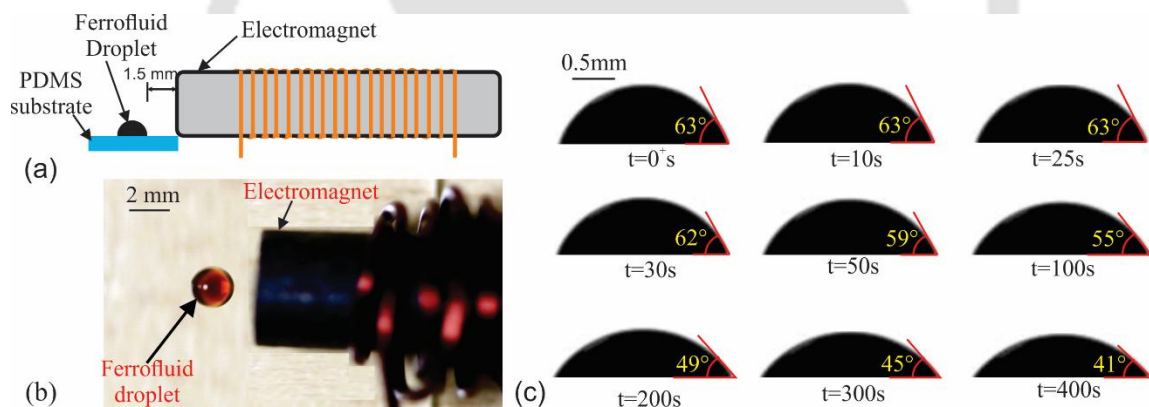 Ferrofluid
Droplet
Electromagnet
1.5 mm
PDMS
substrate
(a)
2 mm
Electromagnet
Ferrofluid
droplet
(b)
0.5mm
63°
63°
63°
t=0⁺s
t=10s
t=25s
62°
59°
55°
t=30s
t=50s
t=100s
49°
45°
41°
t=200s
t=300s
t=400s
(c)